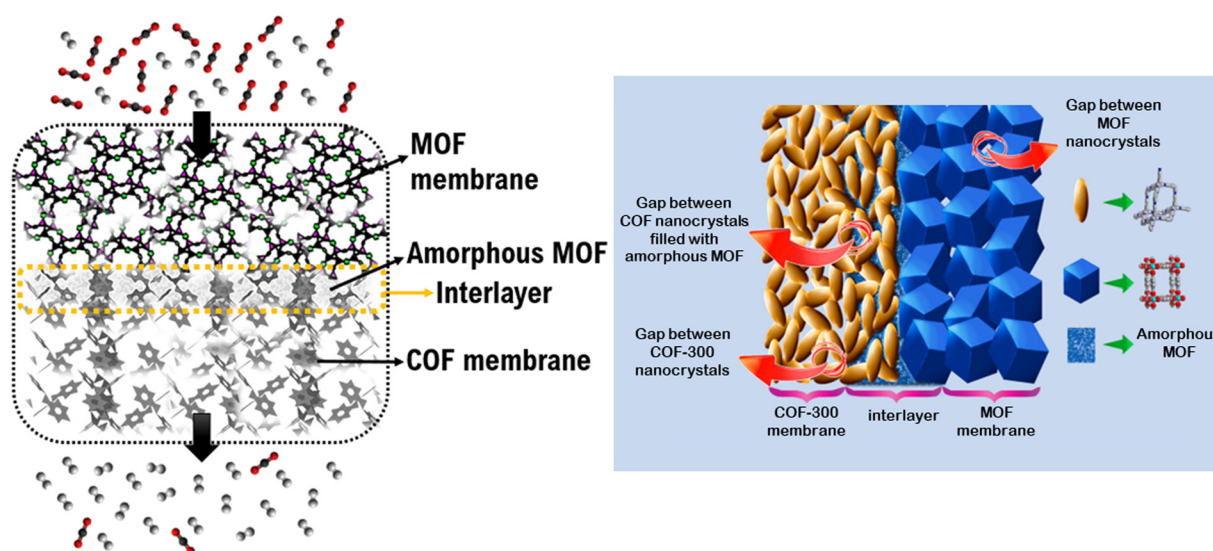 MOF
membrane
Amorphous MOF
Interlayer
COF membrane
Gap between
MOF
nanocrystals
Gap between
COF nanocrystals
filled with
amorphous MOF
Gap between
COF-300
nanocrystals
Amorphou
MOF
COF-300
membrane
interlayer
MOF
membrane